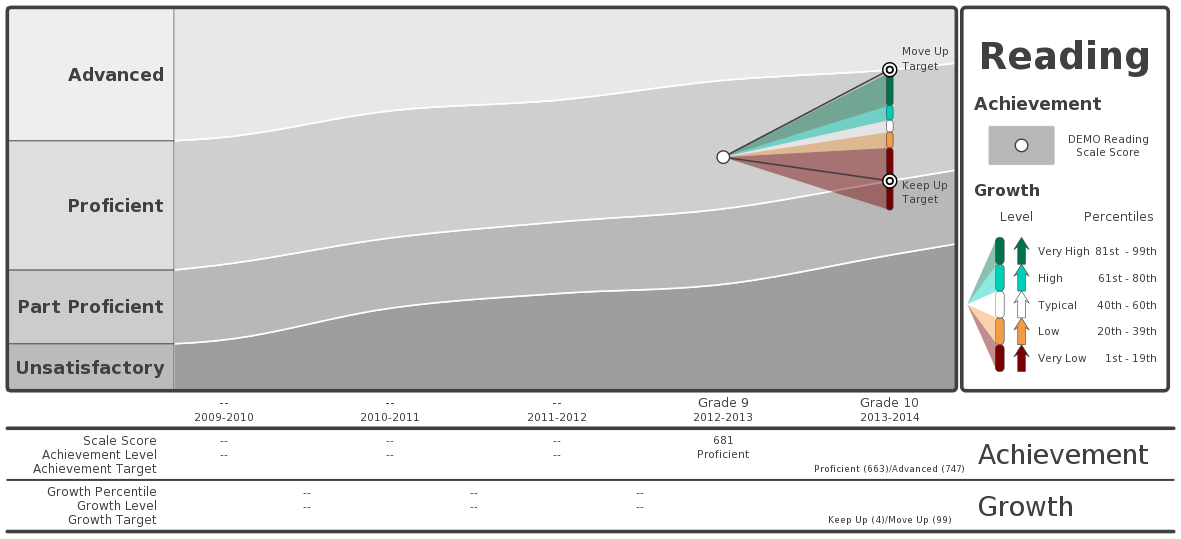 Advanced
Proficient
Part Proficient
Unsatisfactory
Move Up
Target
Keep Up
Target
Reading
Achievement
DEMO Reading
Scale Score
Growth
Level Percentiles
Very High 81st - 99th
High 61st - 80th
Typical 40th - 60th
Low 20th - 39th
Very Low 1st - 19th
-- -- -- Grade 9 Grade 10
2009-2010 2010-2011 2011-2012 2012-2013 2013-2014
Scale Score -- -- -- 681
Achievement Level -- -- -- Proficient
Achievement Target Proficient (663)/Advanced (747)
Achievement
Growth Percentile -- -- --
Growth Level -- -- --
Growth Target Keep Up (4)/Move Up (99)
Growth